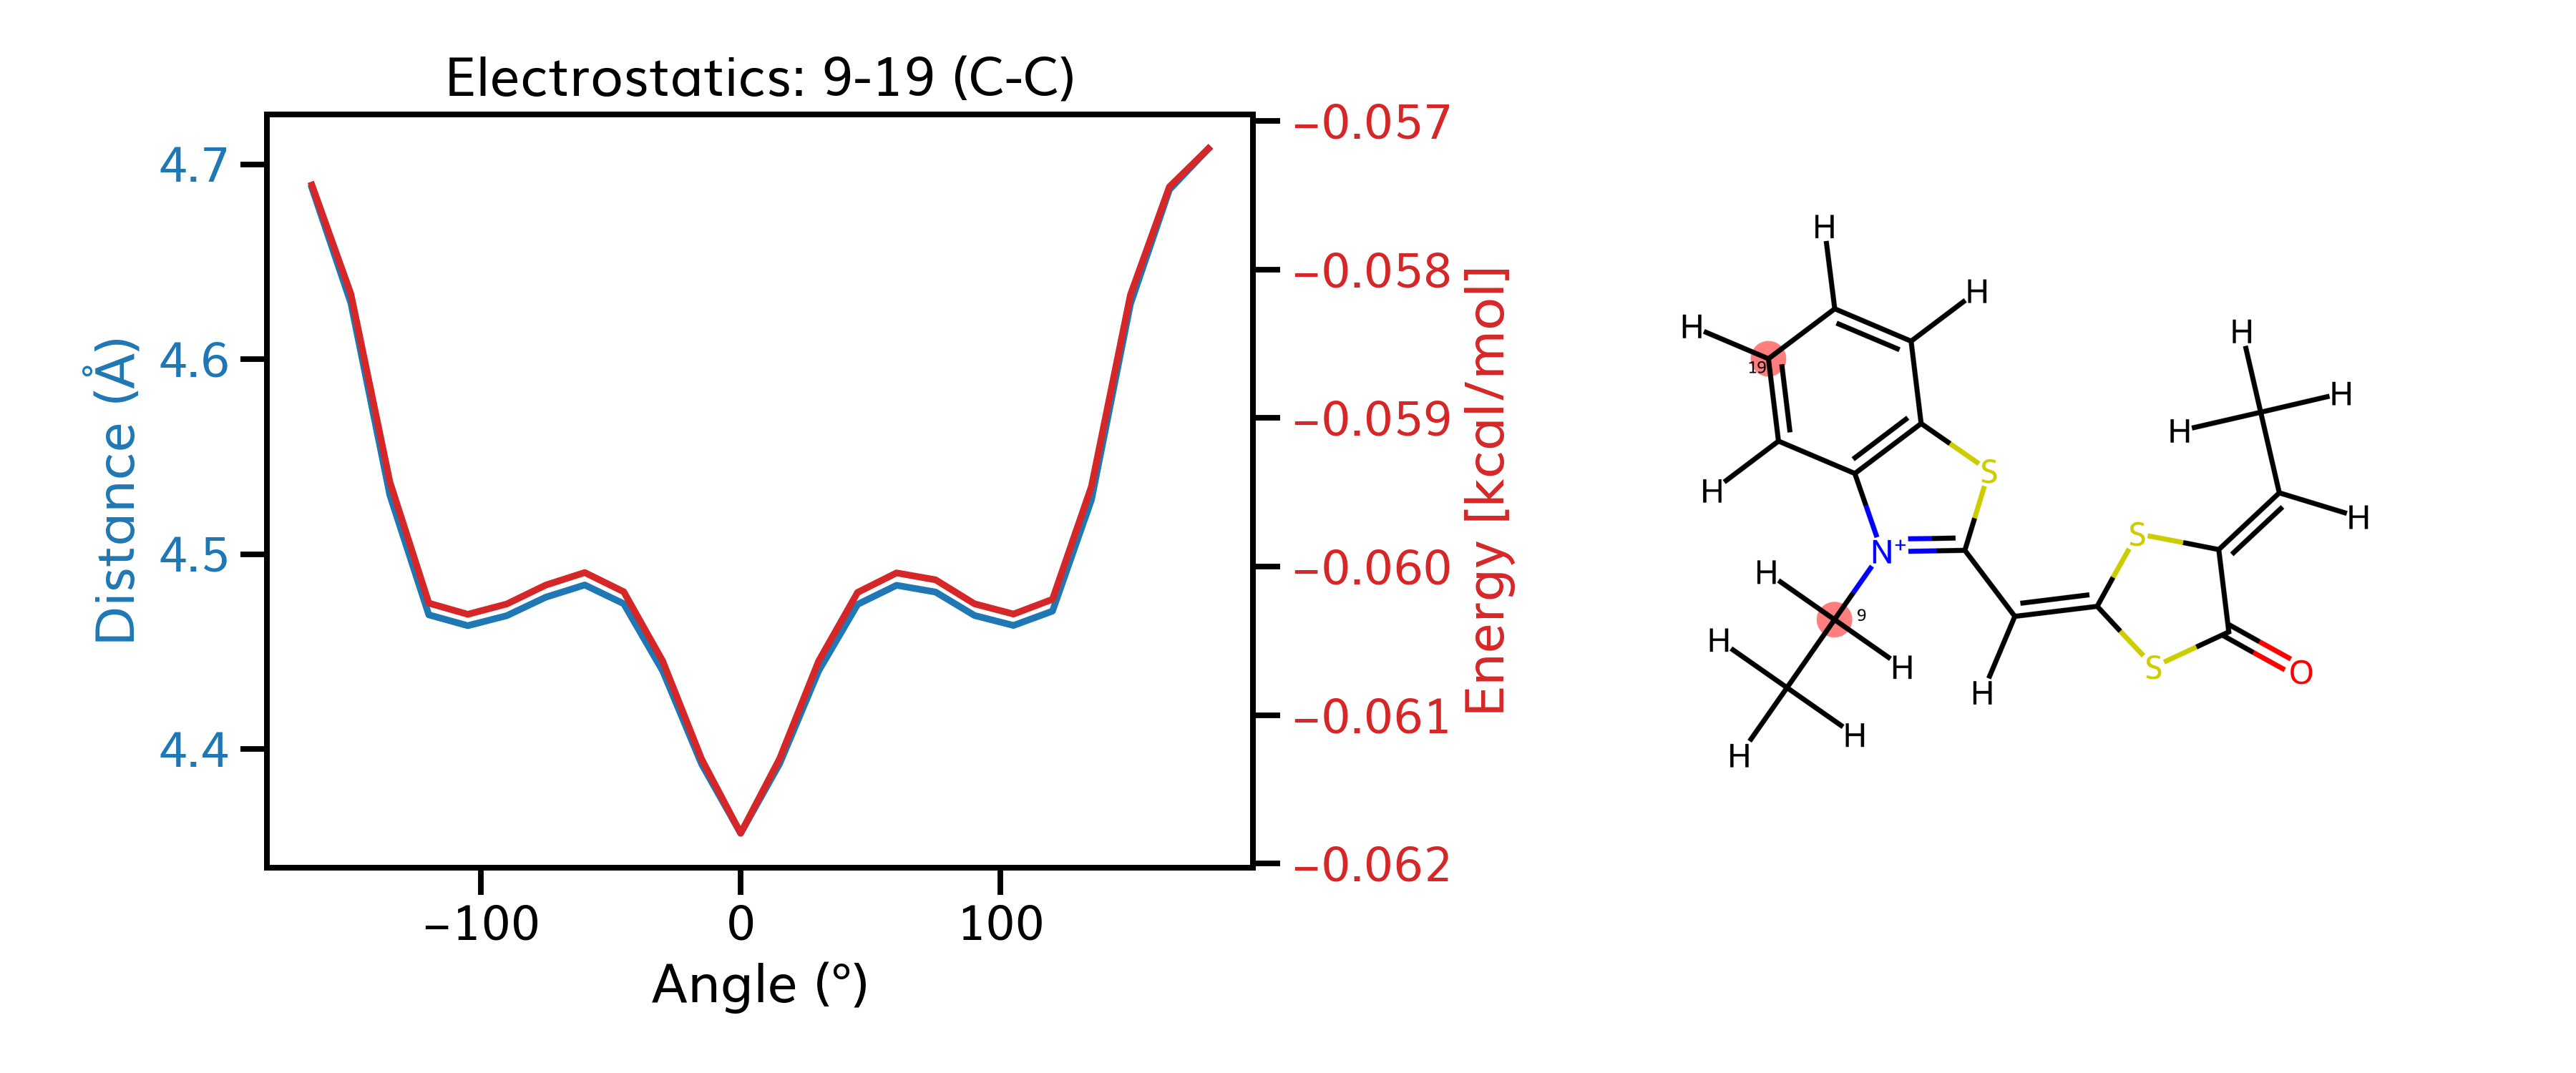 Electrostatics: 9-19 (C-C)
4.7
4.6
4.5
4.4
Distance (Å)
−0.057
−0.058
−0.059
−0.060
−0.061
−0.062
Energy [kcal/mol]
−100 0 100
Angle (°)
H
H
H
H
19
H
H
H
H
S
H
S
N+
H
9
H
H
S
O
H
H
H
H